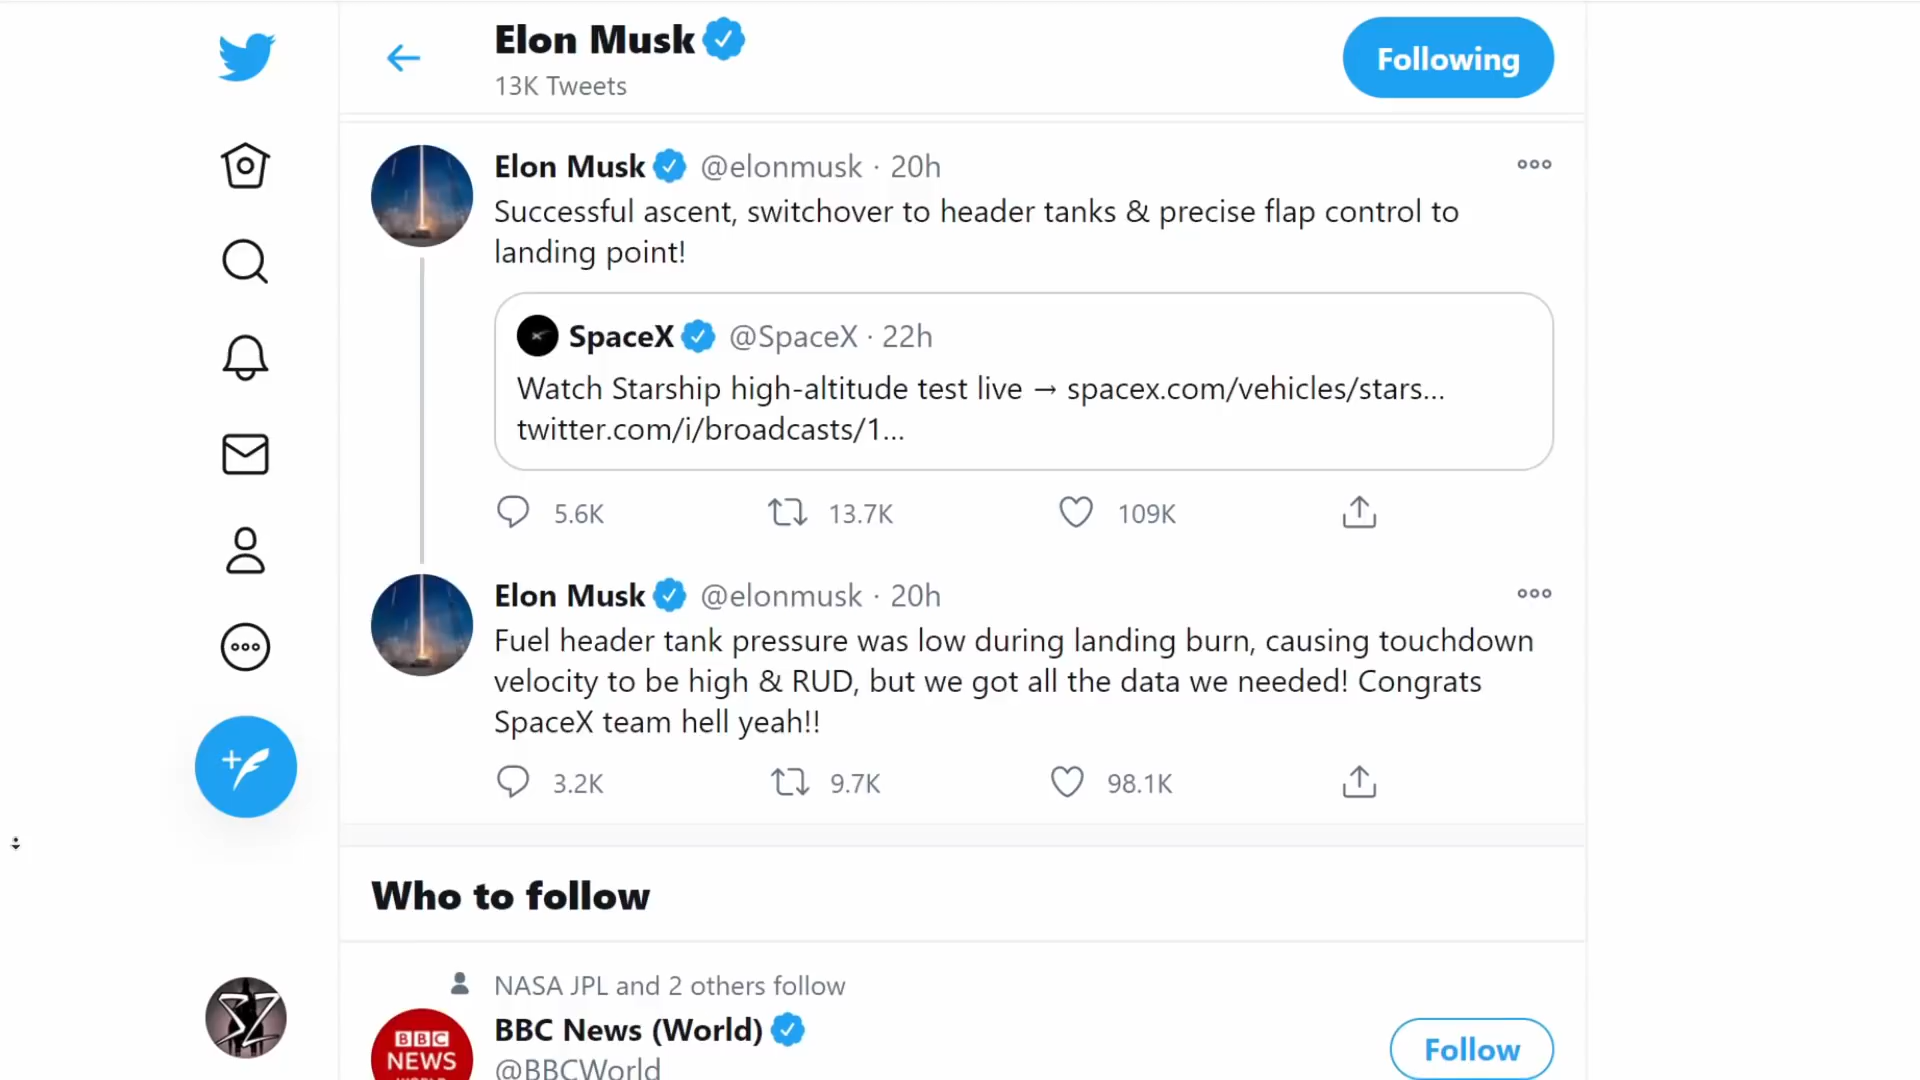 Elon Musk
13K Tweets
Following
Elon Musk @elonmusk · 20h
Successful ascent, switchover to header tanks & precise flap control to
landing point!
SpaceX @SpaceX · 22h
Watch Starship high-altitude test live → spacex.com/vehicles/stars...
twitter.com/i/broadcasts/1...
5.6K 13.7K 109K
Elon Musk @elonmusk · 20h
Fuel header tank pressure was low during landing burn, causing touchdown
velocity to be high & RUD, but we got all the data we needed! Congrats
SpaceX team hell yeah!!
3.2K 9.7K 98.1K
Who to follow
NASA JPL and 2 others follow
BBC
NEWS
WORLD
BBC News (World)
@BBCWorld
Follow